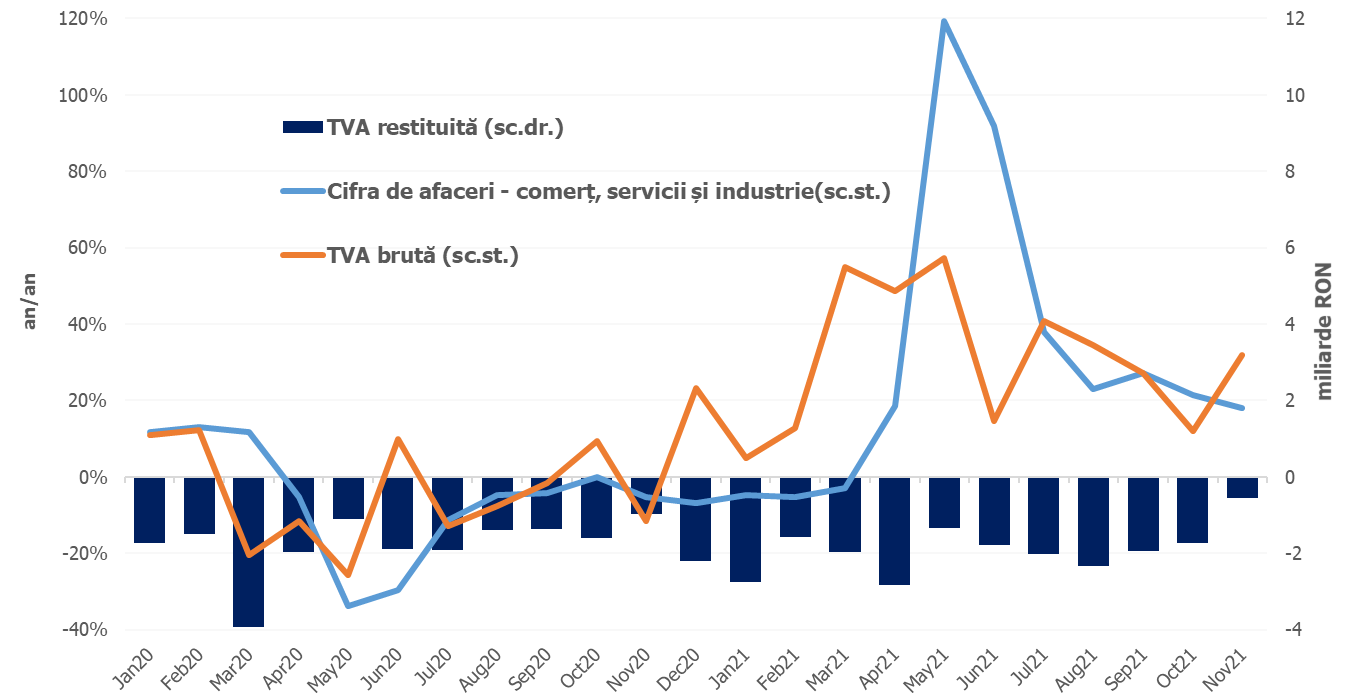 120%
100%
80%
60%
40%
20%
0%
-20%
-40%
an/an
TVA restituită (sc.dr.)
Cifra de afaceri - comerț, servicii și industrie(sc.st.)
TVA brută (sc.st.)
12
10
8
6
4
2
0
-2
-4
miliarde RON
Jan20
Feb20
Mar20
Apr20
May20
Jun20
Jul20
Aug20
Sep20
Oct20
Nov20
Dec20
Jan21
Feb21
Mar21
Apr21
May21
Jun21
Jul21
Aug21
Sep21
Oct21
Nov21